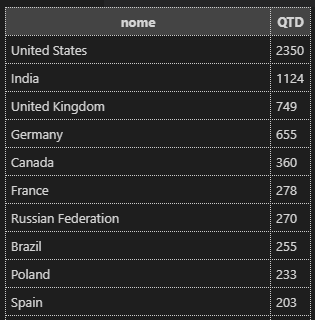 nome QTD
United States 2350
India 1124
United Kingdom 749
Germany 655
Canada 360
France 278
Russian Federation 270
Brazil 255
Poland 233
Spain 203